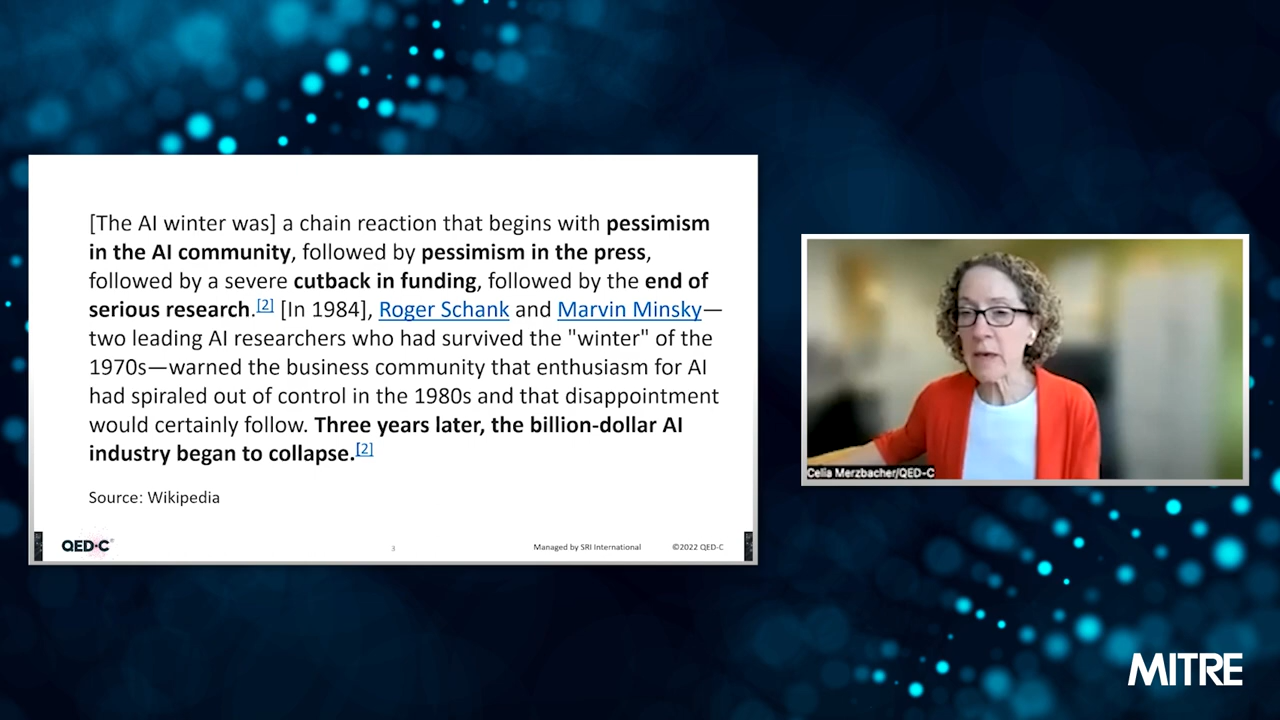 [The AI winter was] a chain reaction that begins with pessimism
in the AI community, followed by pessimism in the press,
followed by a severe cutback in funding, followed by the end of
serious research.[2] [In 1984], Roger Schank and Marvin Minsky—
two leading AI researchers who had survived the "winter" of the
1970s—warned the business community that enthusiasm for AI
had spiraled out of control in the 1980s and that disappointment
would certainly follow. Three years later, the billion-dollar AI
industry began to collapse.[2]
Source: Wikipedia
QED·C®
3
Managed by SRI International
©2022 QED-C
Celia Merzbacher/QED-C
MITRE